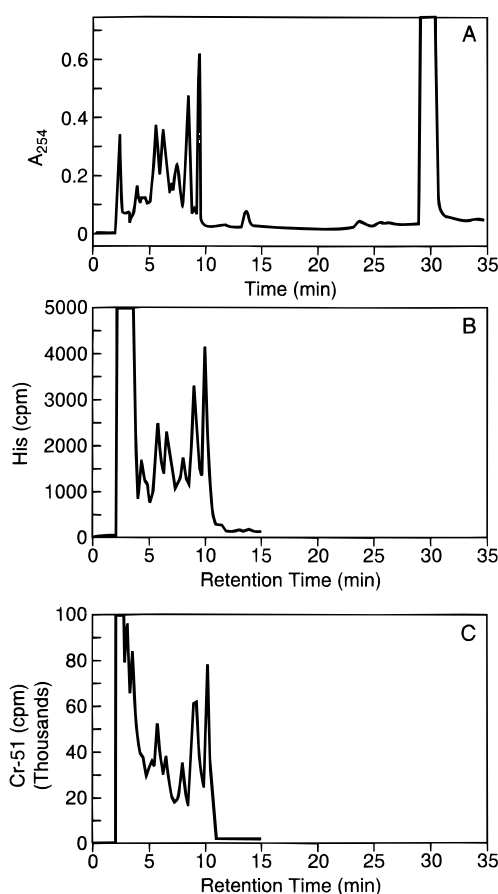 A
A254
0.6
0.4
0.2
0
0 5 10 15 20 25 30 35
Time (min)
B
His (cpm)
5000
4000
3000
2000
1000
0
0 5 10 15 20 25 30 35
Retention Time (min)
C
Cr-51 (cpm)
(Thousands)
100
80
60
40
20
0
0 5 10 15 20 25 30 35
Retention Time (min)